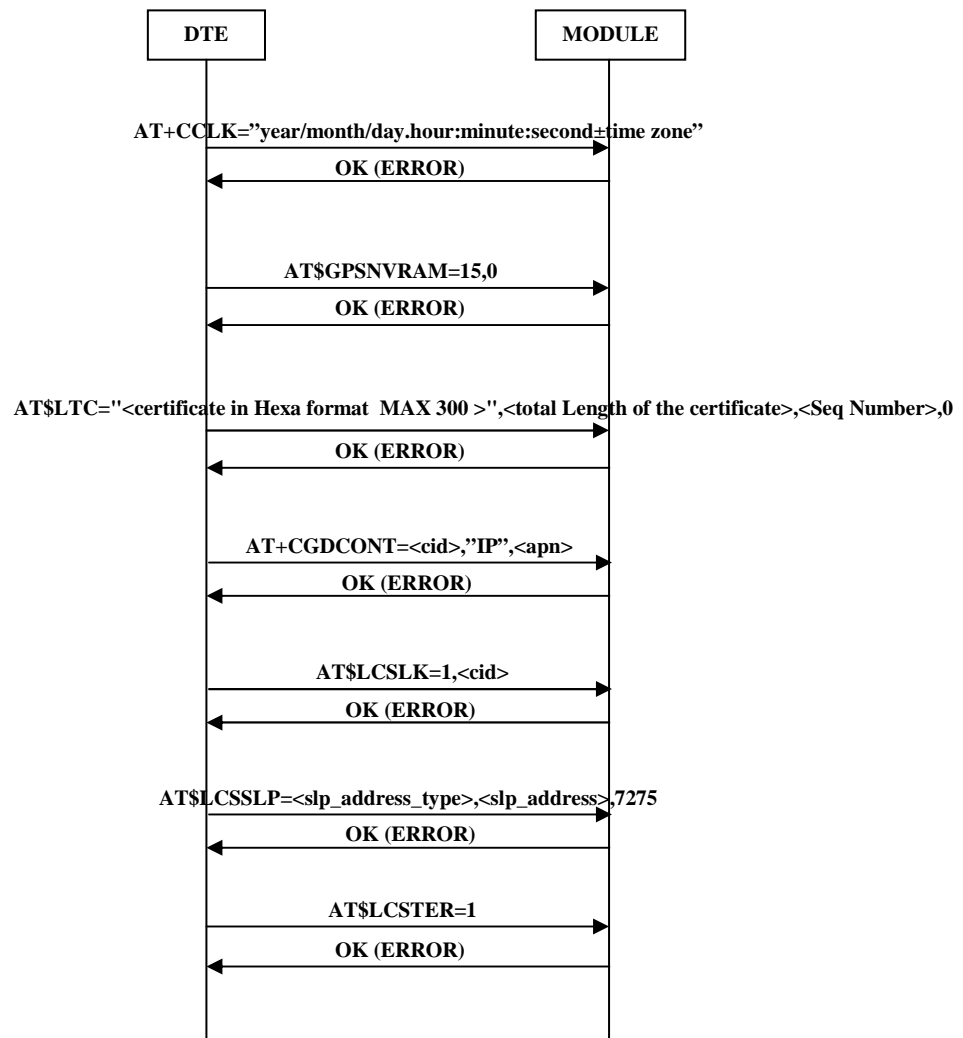 DTE MODULE
AT+CCLK=”year/month/day.hour:minute:second±time zone”
OK (ERROR)
AT$GPSNVRAM=15,0
OK (ERROR)
AT$LTC="<certificate in Hexa format  MAX 300 >",<total Length of the certificate>,<Seq Number>,0
OK (ERROR)
AT+CGDCONT=<cid>,”IP”,<apn>
OK (ERROR)
AT$LCSLK=1,<cid>
OK (ERROR)
AT$LCSSLP=<slp_address_type>,<slp_address>,7275
OK (ERROR)
AT$LCSTER=1
OK (ERROR)